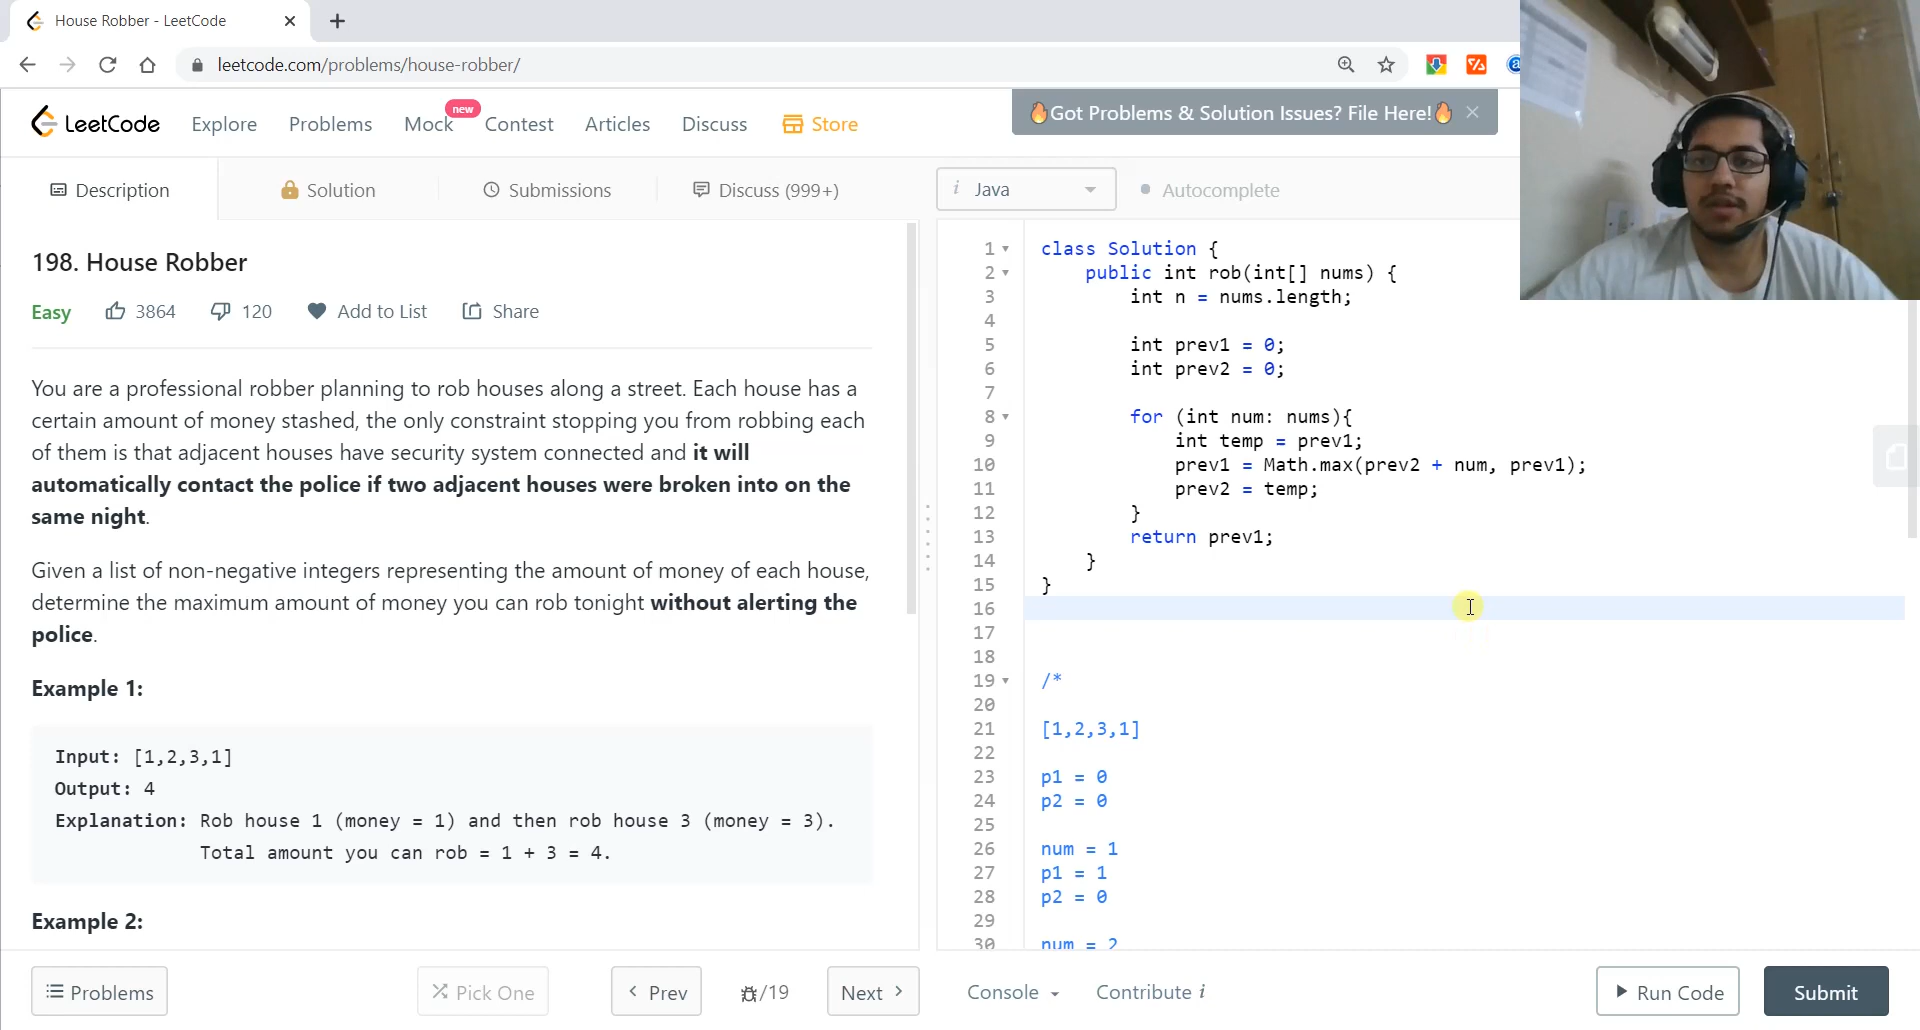 House Robber - LeetCode
leetcode.com/problems/house-robber/
LeetCode
Explore
Problems
Mock
new
Contest
Articles
Discuss
Store
🔥Got Problems & Solution Issues? File Here!🔥
Description
Solution
Submissions
Discuss (999+)
i Java
Autocomplete
198. House Robber
Easy
3864
120
Add to List
Share
You are a professional robber planning to rob houses along a street. Each house has a
certain amount of money stashed, the only constraint stopping you from robbing each
of them is that adjacent houses have security system connected and it will
automatically contact the police if two adjacent houses were broken into on the
same night.
Given a list of non-negative integers representing the amount of money of each house,
determine the maximum amount of money you can rob tonight without alerting the
police.
Example 1:
Input: [1,2,3,1]
Output: 4
Explanation: Rob house 1 (money = 1) and then rob house 3 (money = 3).
Total amount you can rob = 1 + 3 = 4.
Example 2:
1 class Solution {
2 public int rob(int[] nums) {
3 int n = nums.length;
4
5 int prev1 = 0;
6 int prev2 = 0;
7
8 for (int num: nums){
9 int temp = prev1;
10 prev1 = Math.max(prev2 + num, prev1);
11 prev2 = temp;
12 }
13 return prev1;
14 }
15 }
16
17
18
19 /*
20
21 [1,2,3,1]
22
23 p1 = 0
24 p2 = 0
25
26 num = 1
27 p1 = 1
28 p2 = 0
29
30 num = 2
Problems
Pick One
Prev
/19
Next
Console
Contribute i
Run Code
Submit